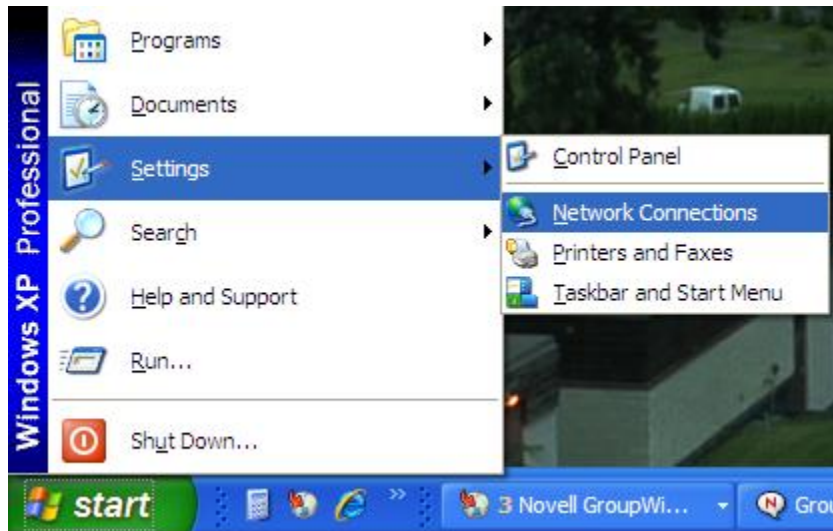 Programs
Documents
Settings
Search
Help and Support
Run...
Shut Down...
Windows XP Professional
Control Panel
Network Connections
Printers and Faxes
Taskbar and Start Menu
start
3 Novell GroupWi...
N Grou